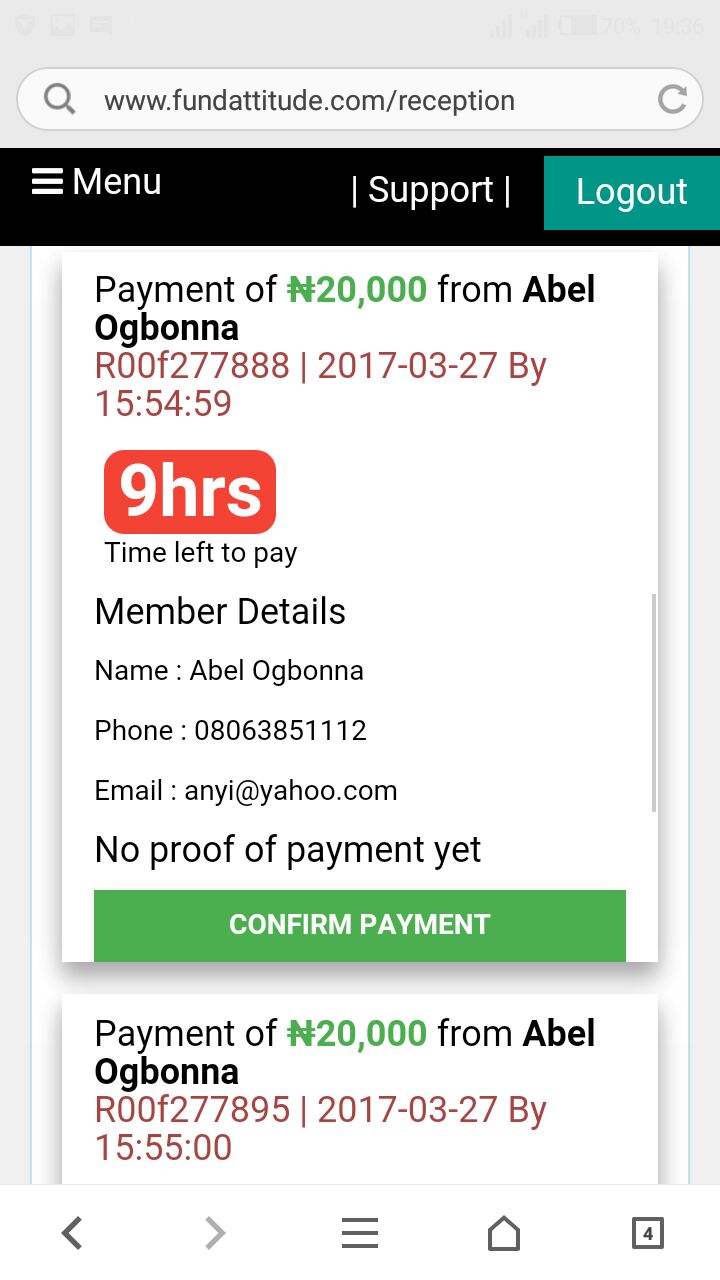 70% 19:36
www.fundattitude.com/reception
Menu | Support | Logout
Payment of ₦20,000 from Abel
Ogbonna
R00f277888 | 2017-03-27 By
15:54:59
9hrs
Time left to pay
Member Details
Name : Abel Ogbonna
Phone : 08063851112
Email : anyi@yahoo.com
No proof of payment yet
CONFIRM PAYMENT
Payment of ₦20,000 from Abel
Ogbonna
R00f277895 | 2017-03-27 By
15:55:00
4